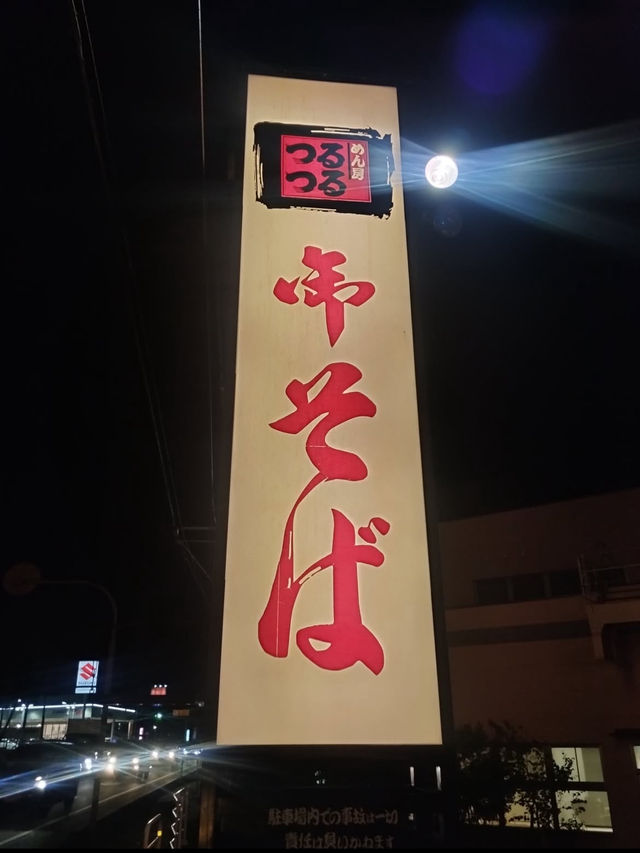 めん房
つる
つる
そば
駐車場内での事故は一切
責任は負いかねます